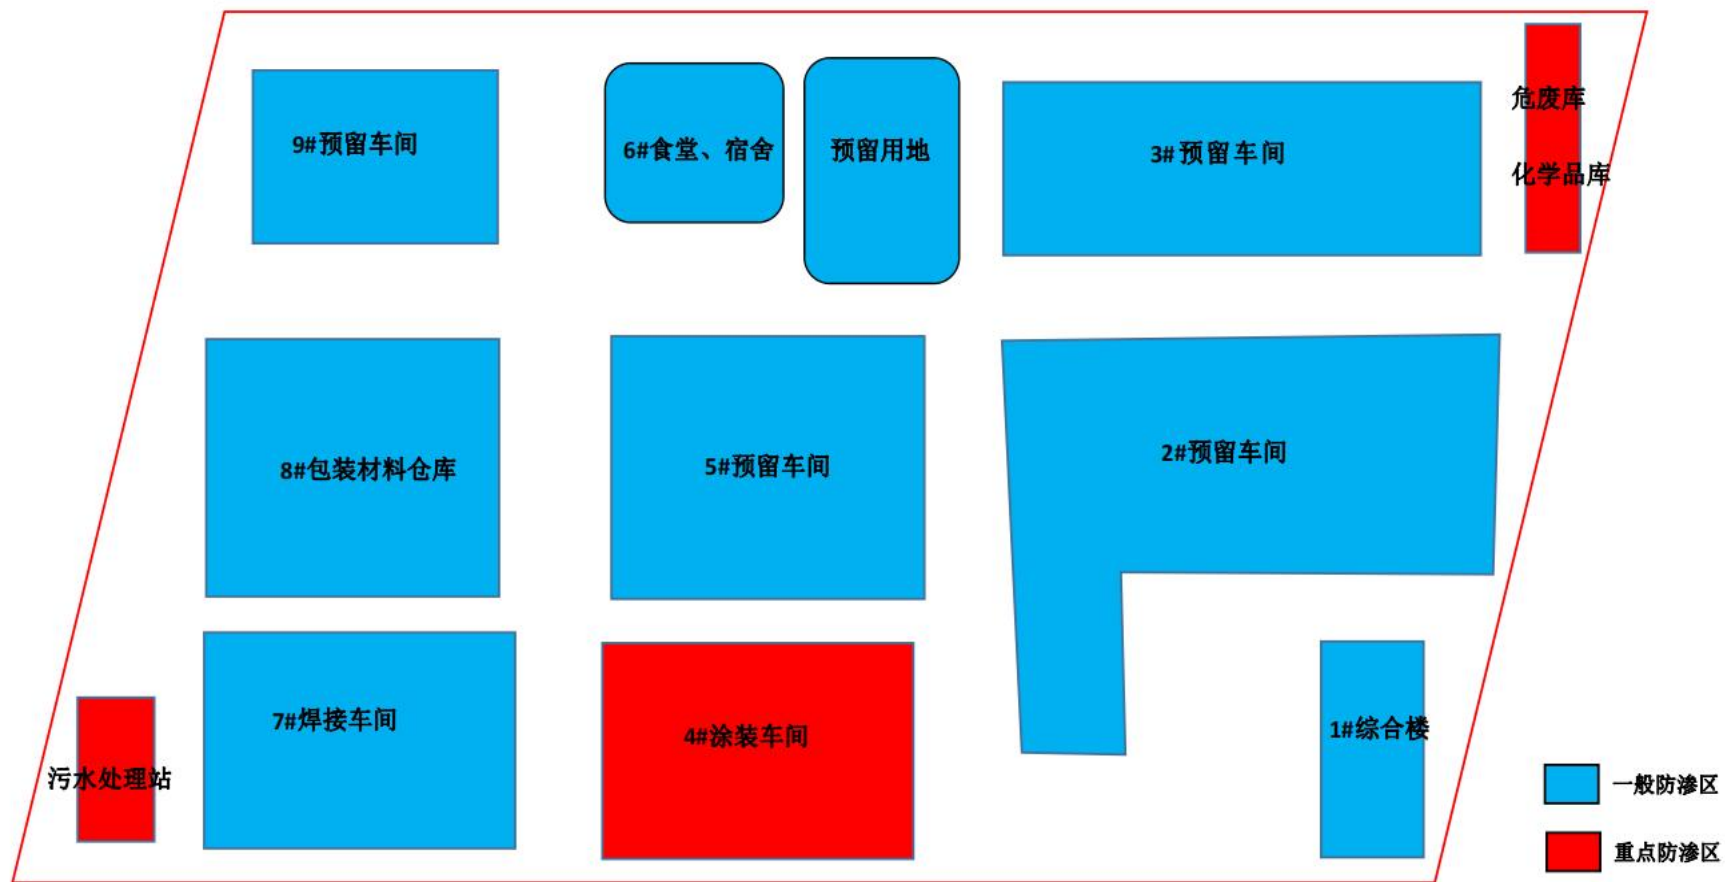 危废库
9#预留车间
6#食堂、宿舍
预留用地
3#预留车间
化学品库
8#包装材料仓库
5#预留车间
2#预留车间
7#焊接车间
4#涂装车间
1#综合楼
污水处理站
一般防渗区
重点防渗区